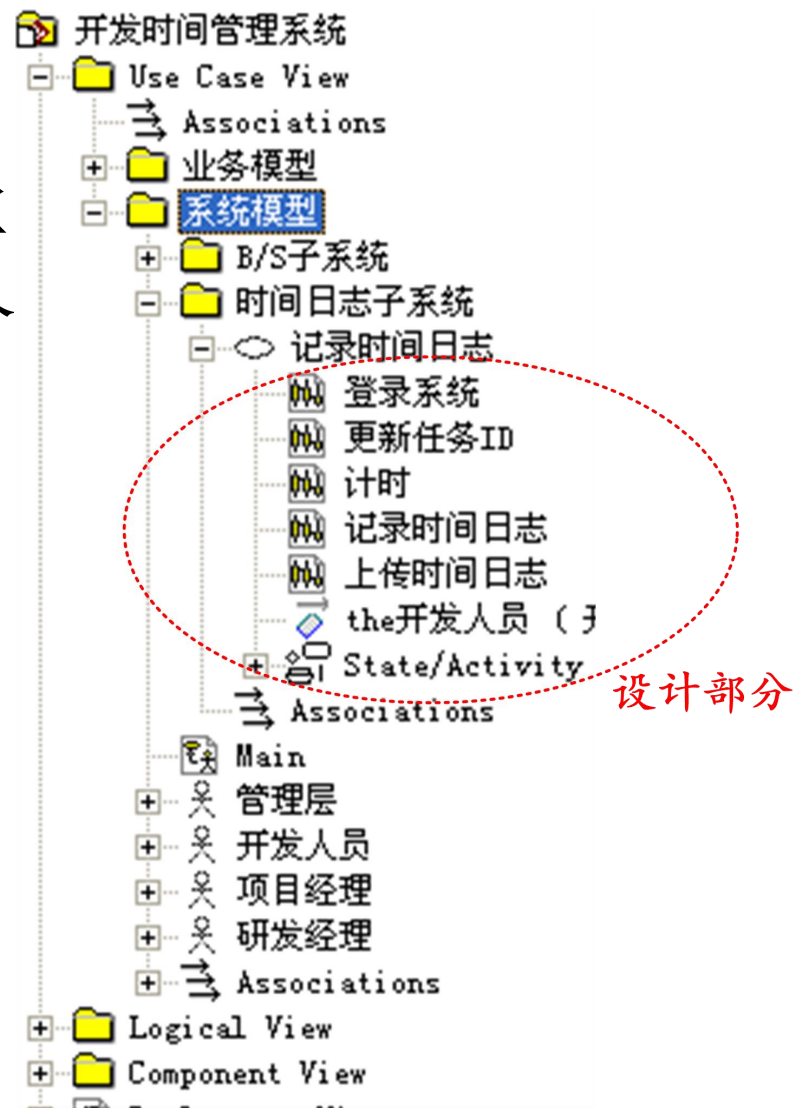 开发时间管理系统
Use Case View
Associations
业务模型
系统模型
B/S子系统
时间日志子系统
记录时间日志
登录系统
更新任务ID
计时
记录时间日志
上传时间日志
the开发人员 (
State/Activity
设计部分
Associations
Main
管理层
开发人员
项目经理
研发经理
Associations
Logical View
Component View